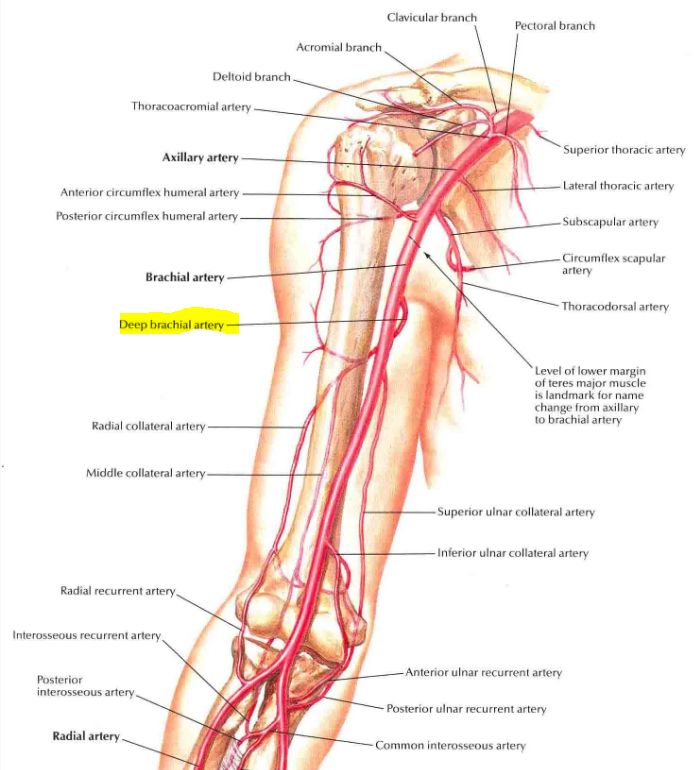 Clavicular branch
Pectoral branch
Acromial branch
Deltoid branch
Thoracoacromial artery
Superior thoracic artery
Axillary artery
Lateral thoracic artery
Anterior circumflex humeral artery
Posterior circumflex humeral artery
Subscapular artery
Circumflex scapular
artery
Brachial artery
Thoracodorsal artery
Deep brachial artery
Level of lower margin
of teres major muscle
is landmark for name
change from axillary
to brachial artery
Radial collateral artery
Middle collateral artery
Superior ulnar collateral artery
Inferior ulnar collateral artery
Radial recurrent artery
Interosseous recurrent artery
Anterior ulnar recurrent artery
Posterior
interosseous artery
Posterior ulnar recurrent artery
Radial artery
Common interosseous artery